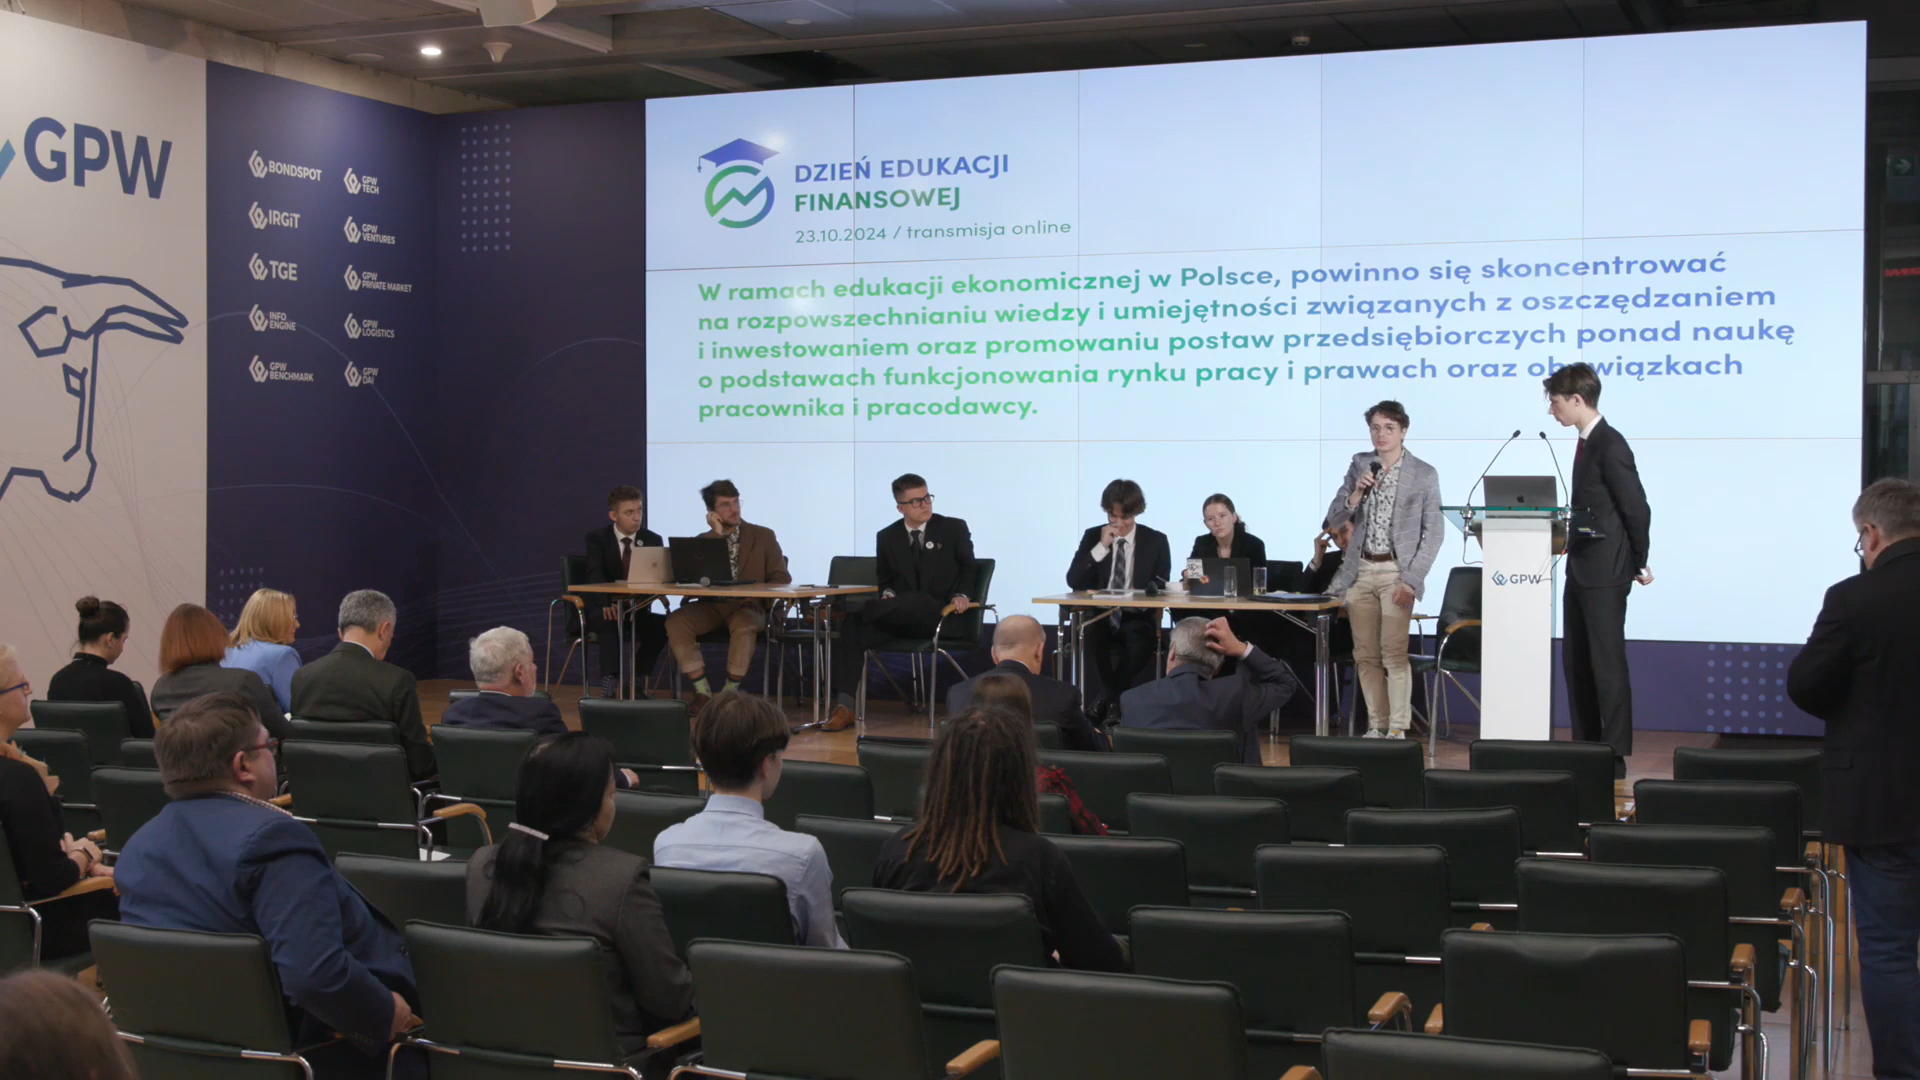 GPW
BONDSPOT
GPW
TECH
IRGiT
GPW
VENTURES
TGE
GPW
PRIVATE MARKET
INFO
ENGINE
GPW
LOGISTICS
GPW
BENCHMARK
GPW
DAI
DZIEŃ EDUKACJI
FINANSOWEJ
23.10.2024 / transmisja online
W ramach edukacji ekonomicznej w Polsce, powinno się skoncentrować
na rozpowszechnianiu wiedzy i umiejętności związanych z oszczędzaniem
i inwestowaniem oraz promowaniu postaw przedsiębiorczych ponad naukę
o podstawach funkcjonowania rynku pracy i prawach oraz obowiązkach
pracownika i pracodawcy.
GPW